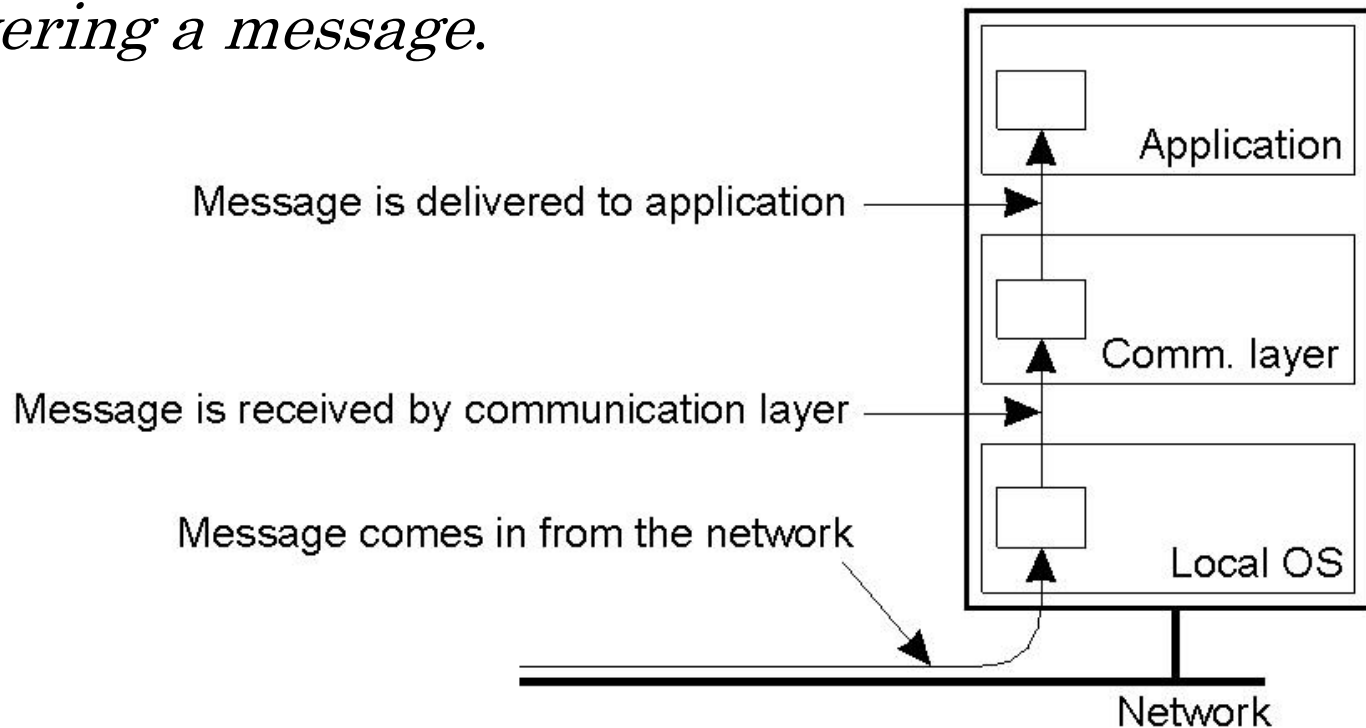 a message.
Application
Message is delivered to application
Comm. layer
Message is received by communication layer
Message comes in from the network
Local OS
Network